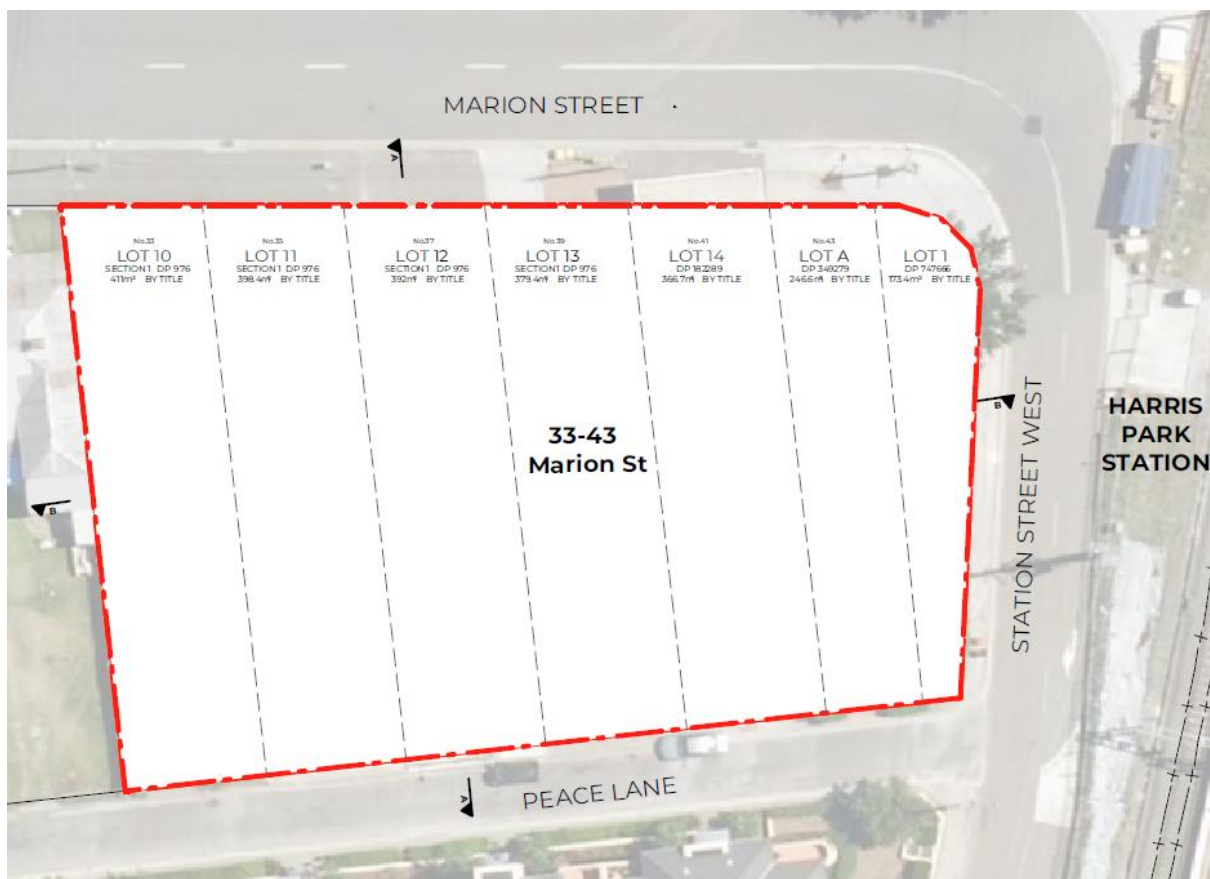 MARION STREET
A
No.33
LOT 10
SECTION 1 DP 976
411m² BY TITLE
No.35
LOT 11
SECTION 1 DP 976
398.4m² BY TITLE
No.37
LOT 12
SECTION 1 DP 976
392m² BY TITLE
No.39
LOT 13
SECTION 1 DP 976
379.4m² BY TITLE
No.41
LOT 14
DP 182289
366.7m² BY TITLE
No.43
LOT A
DP 349279
246.6m² BY TITLE
LOT 1
DP 747666
173.4m² BY TITLE
33-43
Marion St
B
HARRIS
PARK
STATION
STATION STREET WEST
B
PEACE LANE
A